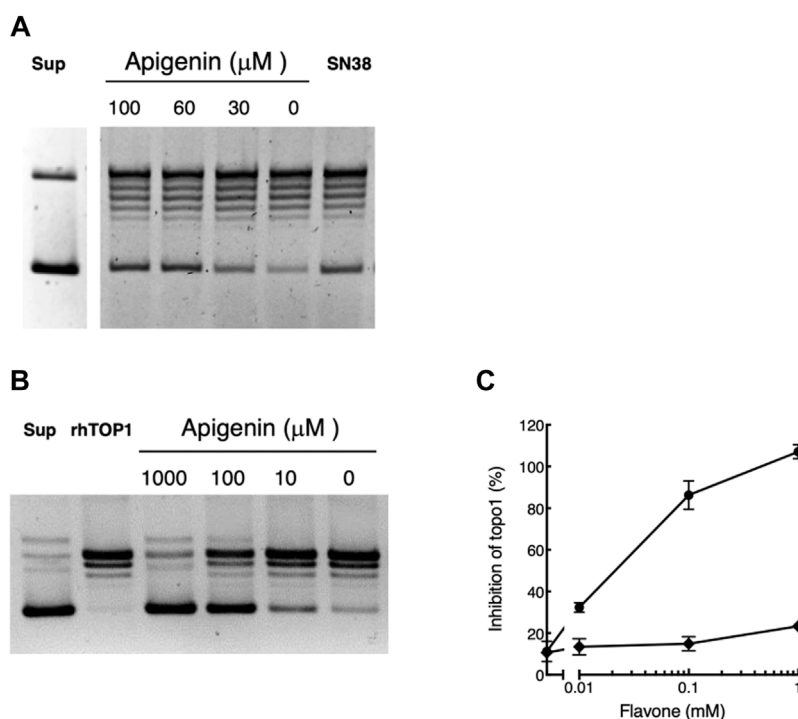 A
Sup Apigenin (μM ) SN38
100 60 30 0
B
Sup rhTOP1 Apigenin (μM )
1000 100 10 0
C
120
100
80
60
40
20
0
Inhibition of topo1 (%)
0 0.01 0.1 1
Flavone (mM)